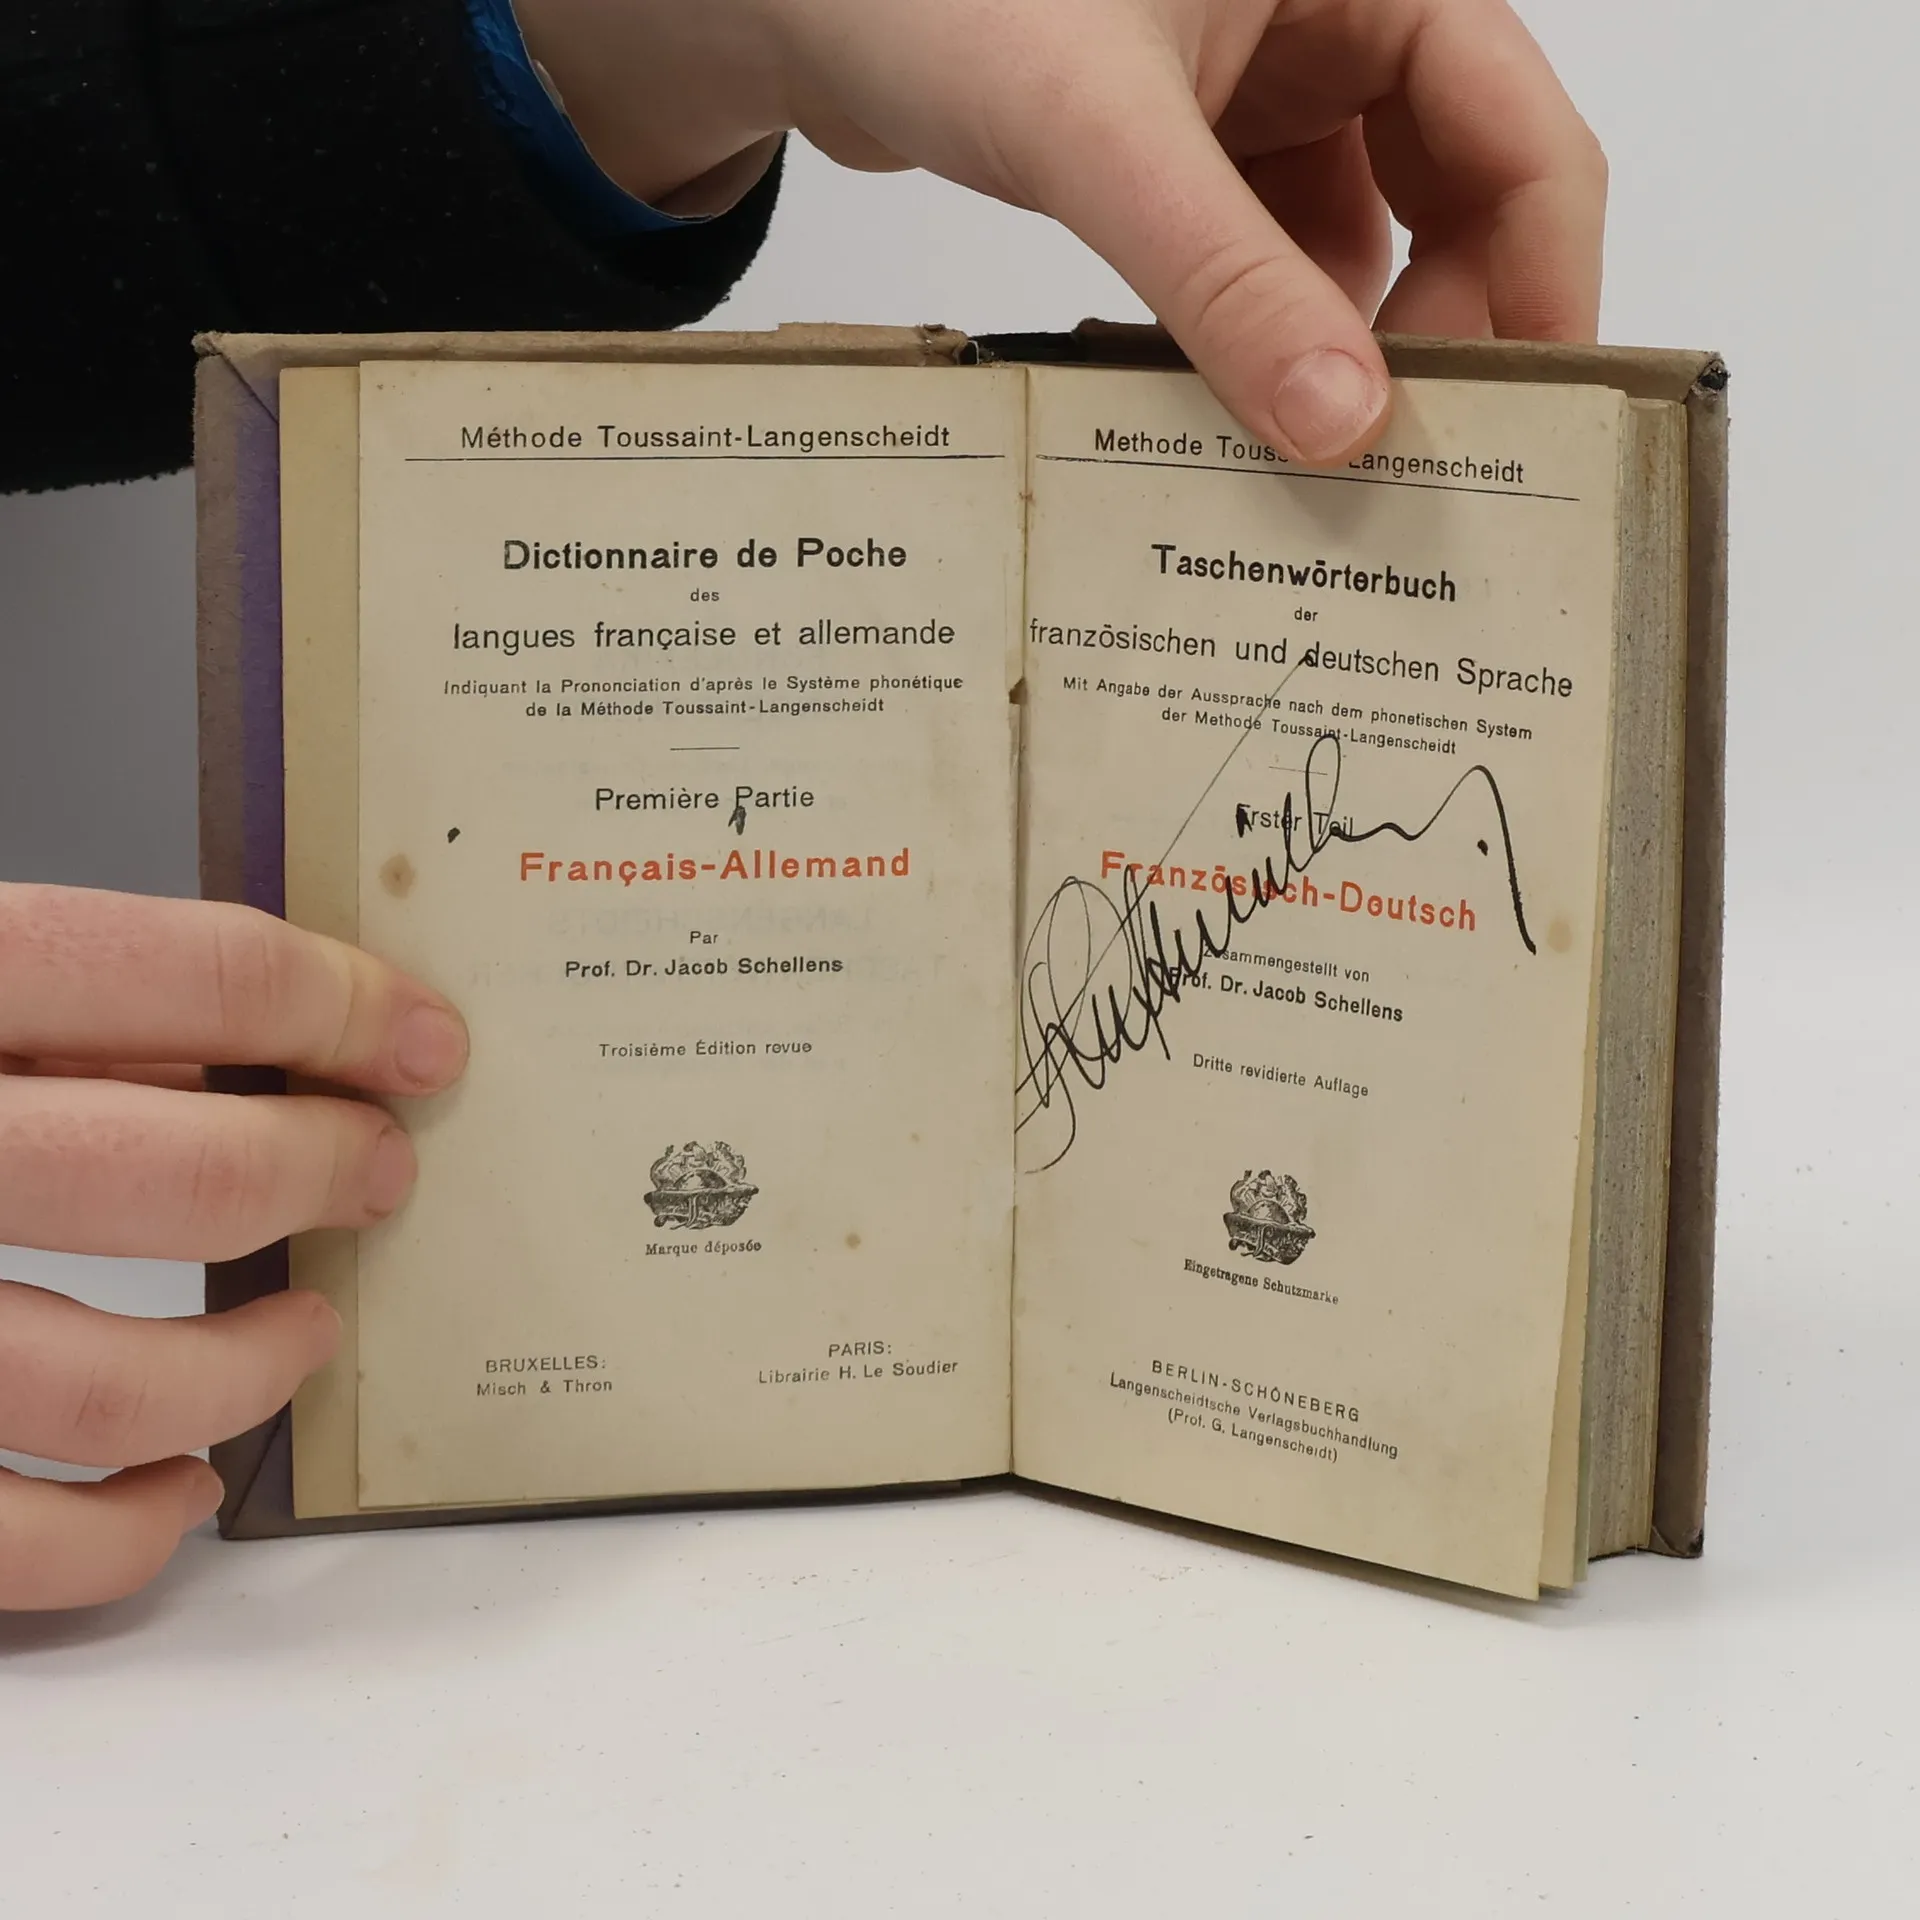 Méthode Toussaint-Langenscheidt
Dictionnaire de Poche
des
langues française et allemande
Indiquant la Prononciation d'après le Système phonétique
de la Méthode Toussaint-Langenscheidt
Première Partie
Français-Allemand
Par
Prof. Dr. Jacob Schellens
Troisième Édition revue
Marque déposée
BRUXELLES:
Misch & Thron
PARIS:
Librairie H. Le Soudier
Methode Langenscheidt
Taschenwörterbuch
der
französischen und deutschen Sprache
Mit Angabe der Aussprache nach dem phonetischen System
der Methode Toussaint-Langenscheidt
Erster Teil
Französisch-Deutsch
Zusammengestellt von
Prof. Dr. Jacob Schellens
Dritte revidierte Auflage
Eingetragene Schutzmarke
BERLIN-SCHÖNEBERG
Langenscheidtsche Verlagsbuchhandlung
(Prof. G. Langenscheidt)